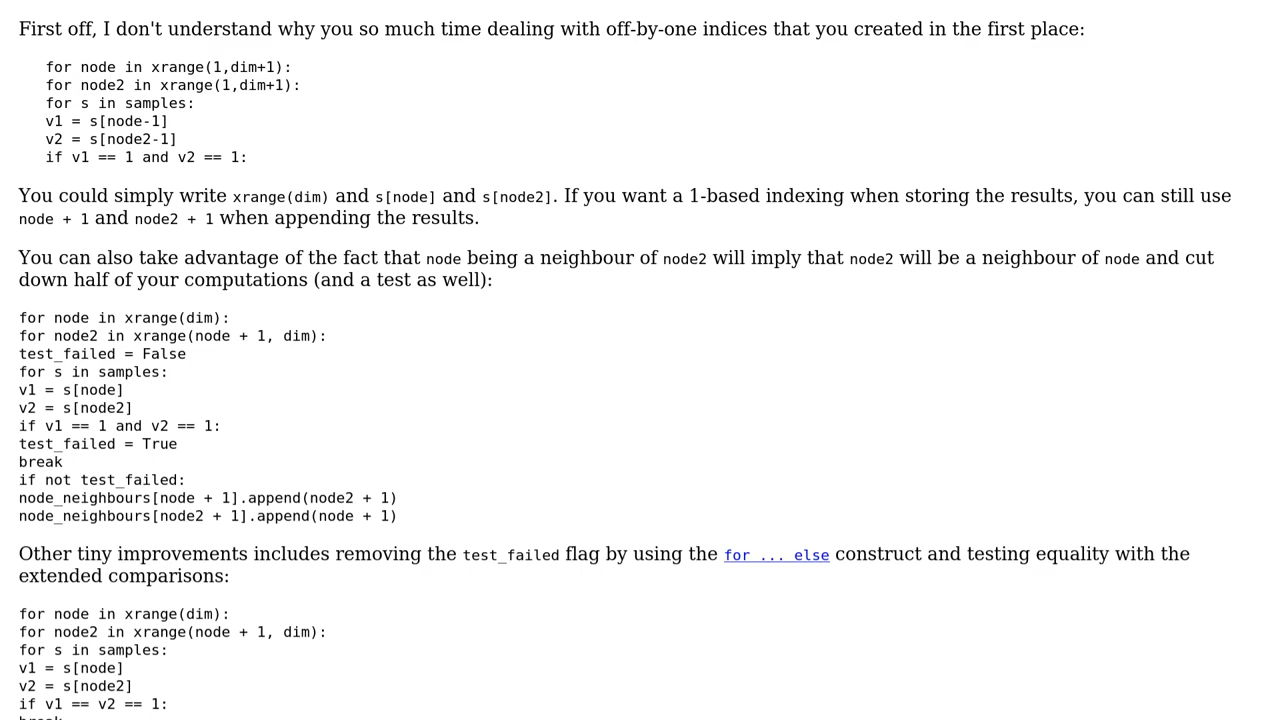 First off, I don't understand why you so much time dealing with off-by-one indices that you created in the first place:
for node in xrange(1,dim+1):
for node2 in xrange(1,dim+1):
for s in samples:
v1 = s[node-1]
v2 = s[node2-1]
if v1 == 1 and v2 == 1:
You could simply write xrange(dim) and s[node] and s[node2]. If you want a 1-based indexing when storing the results, you can still use
node + 1 and node2 + 1 when appending the results.
You can also take advantage of the fact that node being a neighbour of node2 will imply that node2 will be a neighbour of node and cut
down half of your computations (and a test as well):
for node in xrange(dim):
for node2 in xrange(node + 1, dim):
test_failed = False
for s in samples:
v1 = s[node]
v2 = s[node2]
if v1 == 1 and v2 == 1:
test_failed = True
break
if not test_failed:
node_neighbours[node + 1].append(node2 + 1)
node_neighbours[node2 + 1].append(node + 1)
Other tiny improvements includes removing the test_failed flag by using the for ... else construct and testing equality with the
extended comparisons:
for node in xrange(dim):
for node2 in xrange(node + 1, dim):
for s in samples:
v1 = s[node]
v2 = s[node2]
if v1 == v2 == 1:
break